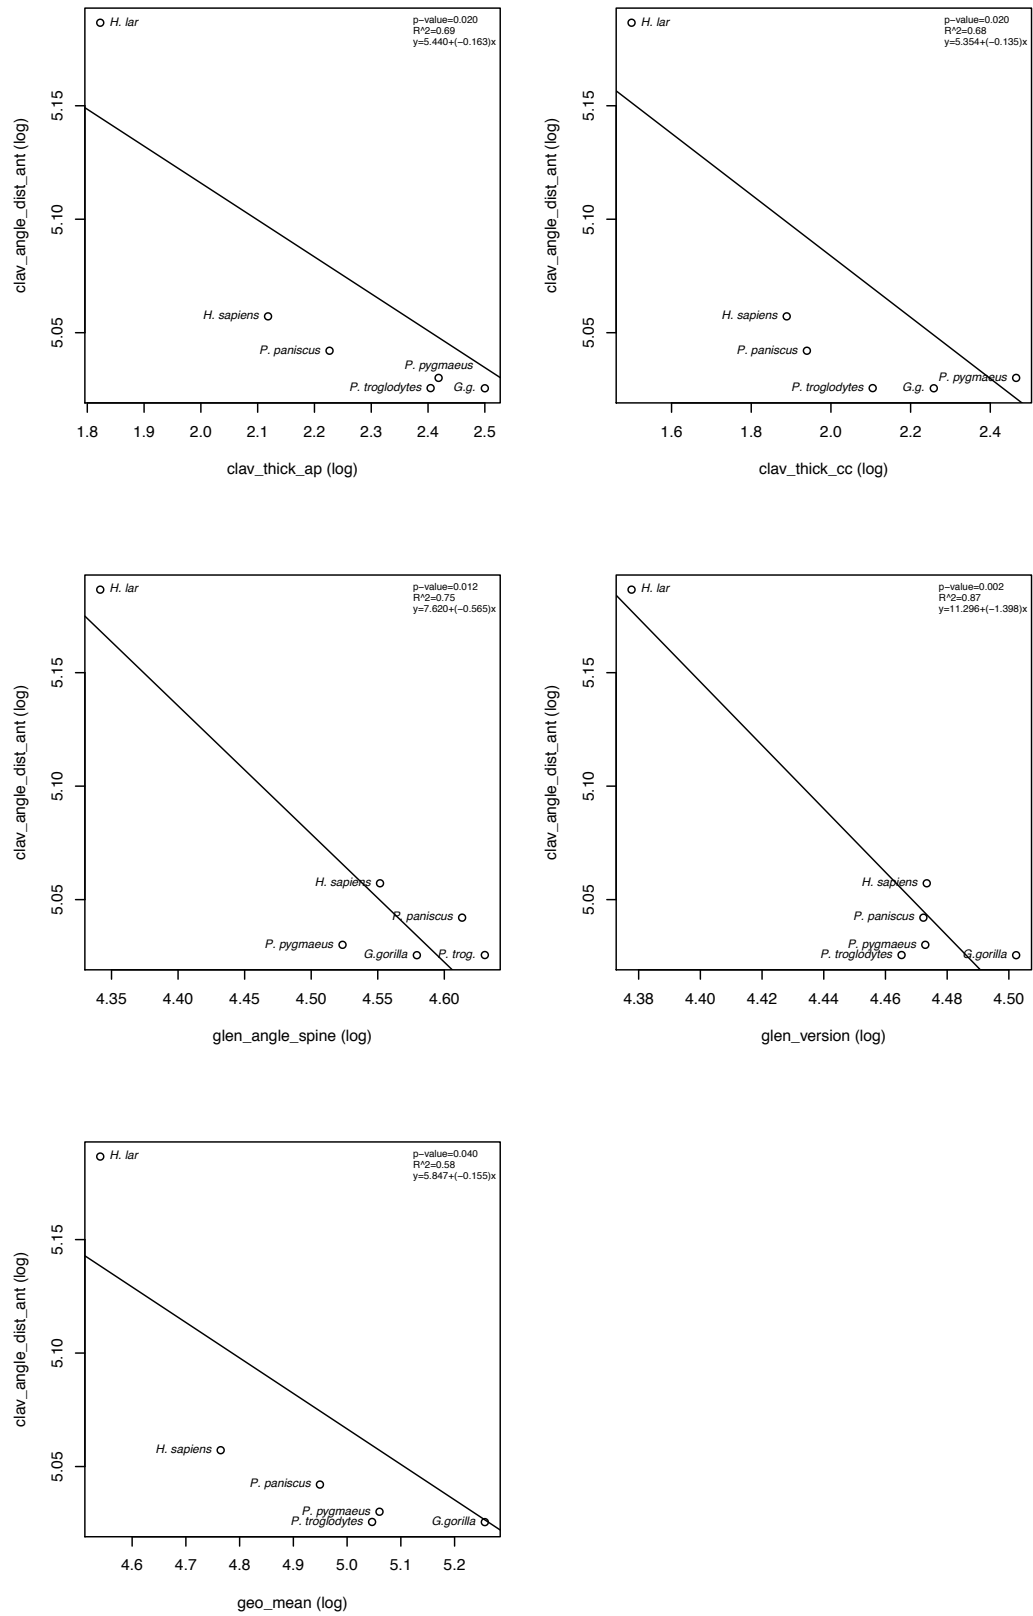 H. lar
p-value=0.020
R^2=0.69
y=5.440+(-0.163)x
clav_angle_dist_ant (log)
5.15
5.10
5.05
H. sapiens
P. paniscus
P. pygmaeus
P. troglodytes
G.g.
1.8 1.9 2.0 2.1 2.2 2.3 2.4 2.5
clav_thick_ap (log)
H. lar
p-value=0.020
R^2=0.68
y=5.354+(-0.135)x
clav_angle_dist_ant (log)
5.15
5.10
5.05
H. sapiens
P. paniscus
P. pygmaeus
P. troglodytes
G.g.
1.6 2.0 2.2 2.4
clav_thick_cc (log)
H. lar
p-value=0.012
R^2=0.75
y=7.620+(-0.565)x
clav_angle_dist_ant (log)
5.15
5.10
5.05
H. sapiens
P. paniscus
P. pygmaeus
G.gorilla
P. trog.
4.35 4.40 4.45 4.50 4.55 4.60
glen_angle_spine (log)
H. lar
p-value=0.002
R^2=0.87
y=11.296+(-1.398)x
clav_angle_dist_ant (log)
5.15
5.10
5.05
H. sapiens
P. paniscus
P. pygmaeus
P. troglodytes
G.gorilla
4.38 4.40 4.42 4.44 4.46 4.48 4.50
glen_version (log)
H. lar
p-value=0.040
R^2=0.58
y=5.847+(-0.155)x
clav_angle_dist_ant (log)
5.15
5.10
5.05
H. sapiens
P. paniscus
P. pygmaeus
P. troglodytes
G.gorilla
4.6 4.7 4.8 4.9 5.0 5.1 5.2
geo_mean (log)